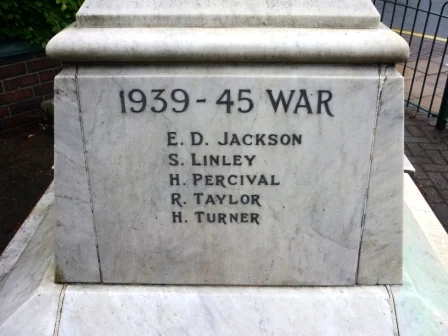 1939-45 WAR
E. D. JACKSON
S. LINLEY
H. PERCIVAL
R. TAYLOR
H. TURNER